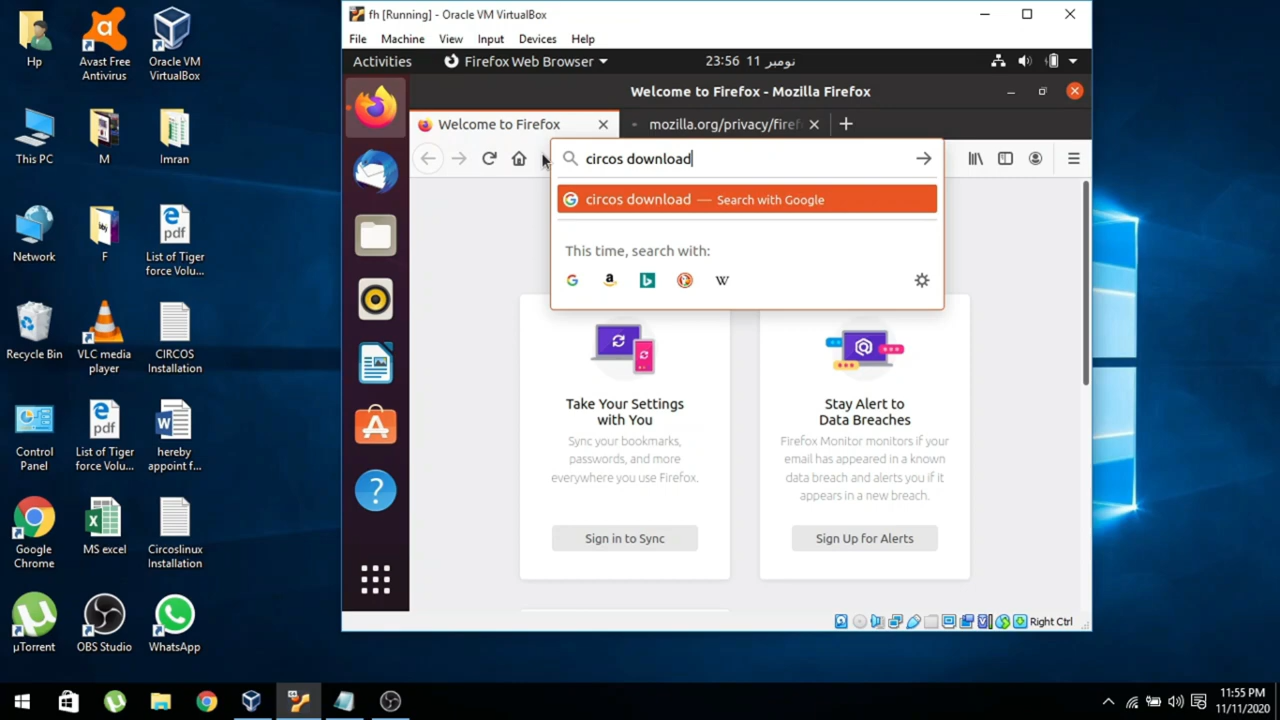 Hp
Avast Free
Antivirus
Oracle VM
VirtualBox
This PC
M
Imran
Network
F
List of Tiger
force Volu...
Recycle Bin
VLC media
player
CIRCOS
Installation
Control
Panel
List of Tiger
force Volu...
hereby
appoint f...
Google
Chrome
MS excel
Circoslinux
Installation
µTorrent
OBS Studio
WhatsApp
fh [Running] - Oracle VM VirtualBox
File Machine View Input Devices Help
Activities
Firefox Web Browser
23:56 نومبر 11
Welcome to Firefox - Mozilla Firefox
Welcome to Firefox
mozilla.org/privacy/firef
circos download
circos download — Search with Google
This time, search with:
Take Your Settings
with You
Sync your bookmarks,
passwords, and more
everywhere you use Firefox.
Sign in to Sync
Stay Alert to
Data Breaches
Firefox Monitor monitors if your
email has appeared in a known
data breach and alerts you if it
appears in a new breach.
Sign Up for Alerts
Right Ctrl
11:55 PM
11/11/2020